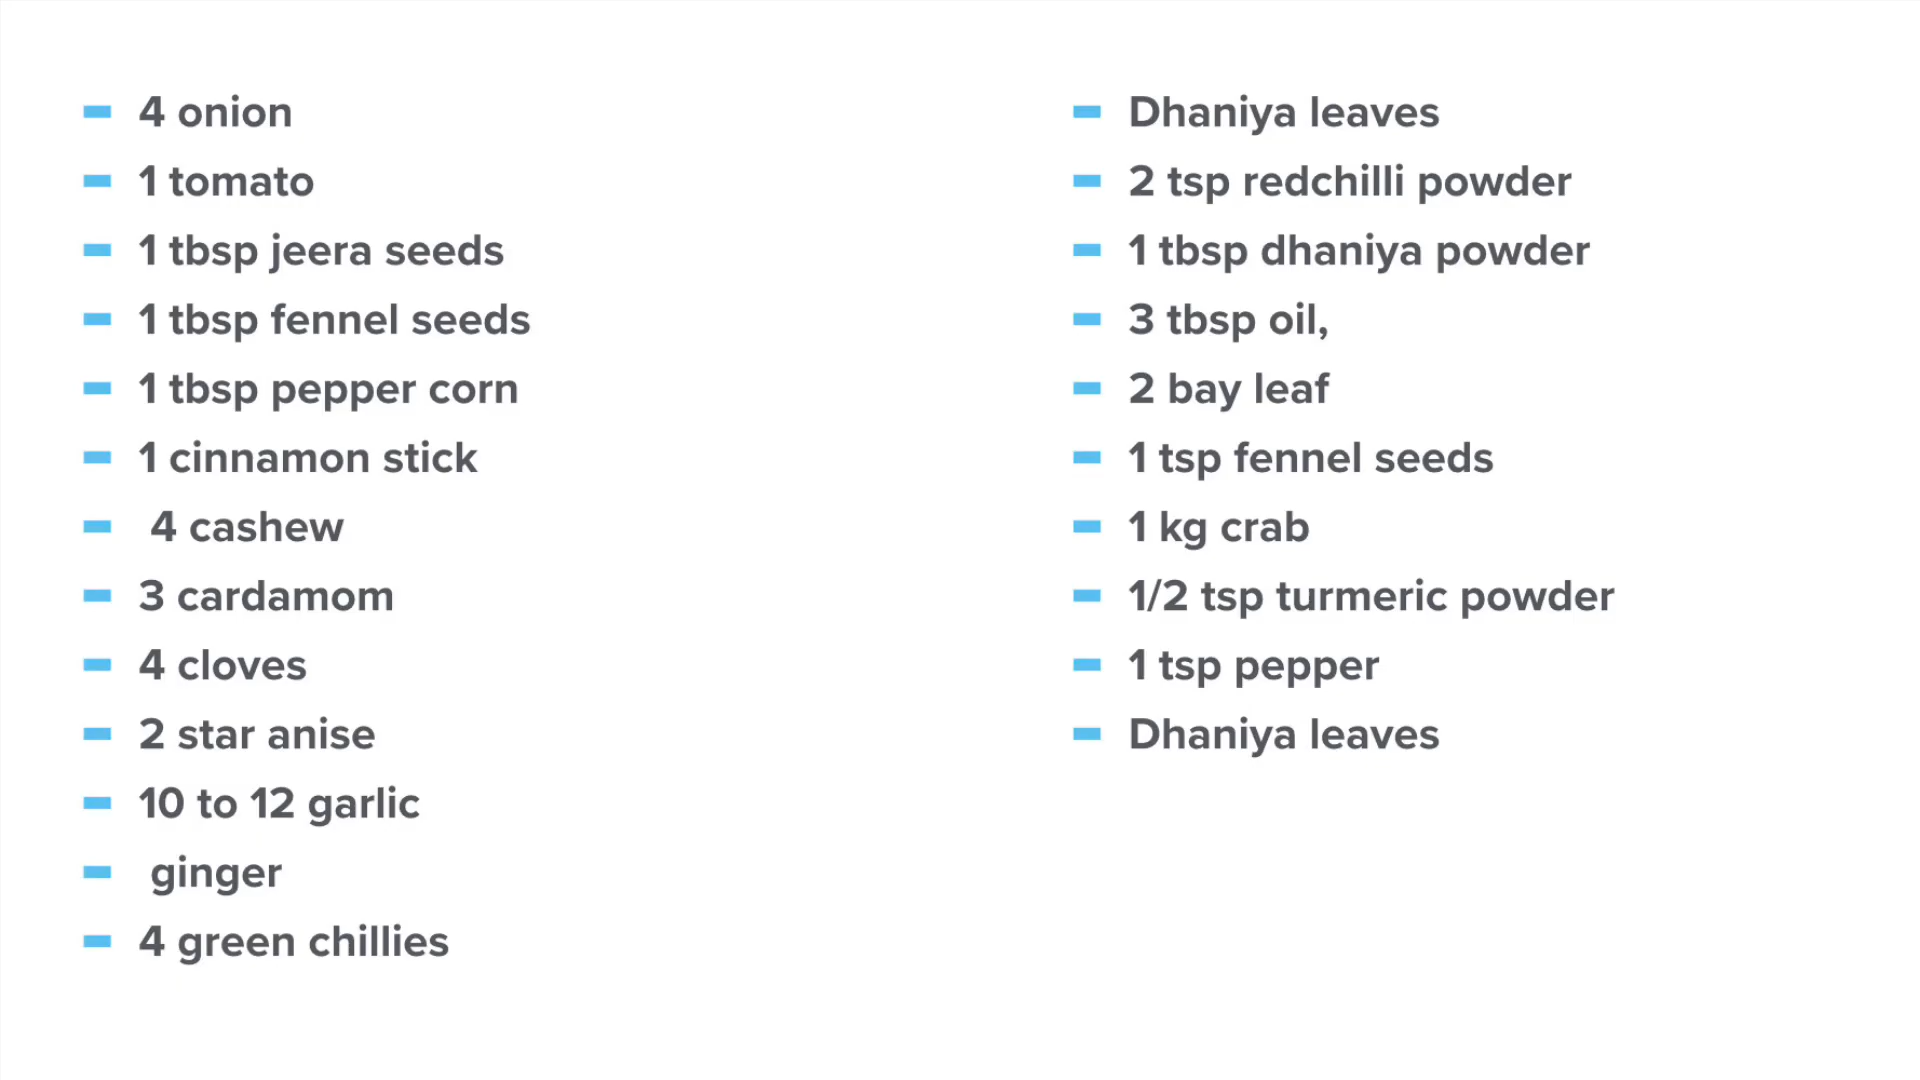 4 onion
1 tomato
1 tbsp jeera seeds
1 tbsp fennel seeds
1 tbsp pepper corn
1 cinnamon stick
4 cashew
3 cardamom
4 cloves
2 star anise
10 to 12 garlic
ginger
4 green chillies
Dhaniya leaves
2 tsp redchilli powder
1 tbsp dhaniya powder
3 tbsp oil,
2 bay leaf
1 tsp fennel seeds
1 kg crab
1/2 tsp turmeric powder
1 tsp pepper
Dhaniya leaves